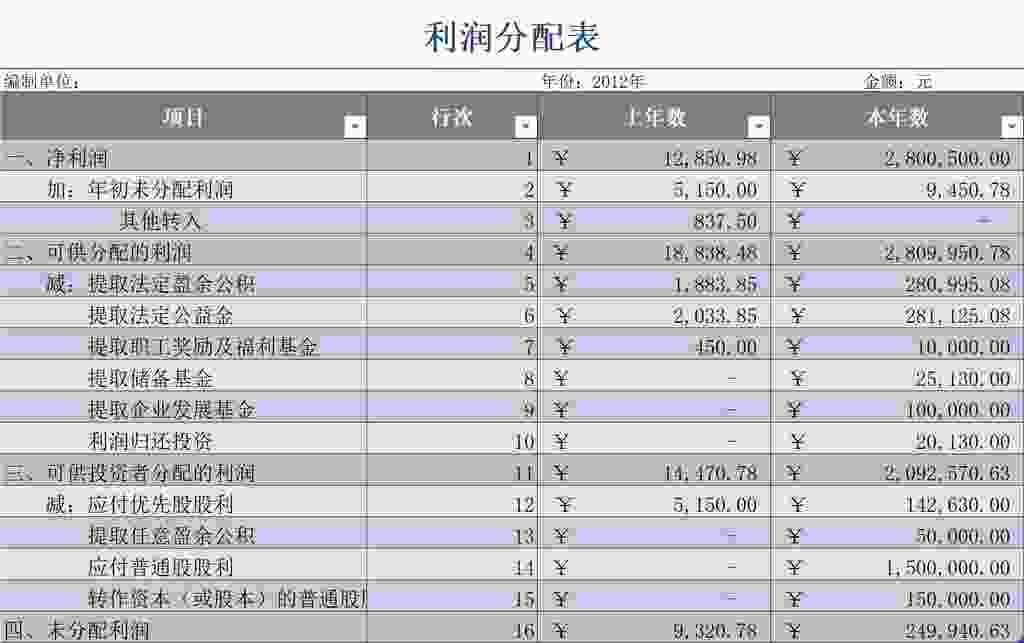 利润分配表
编制单位： 年份：2012年 金额：元
项目 行次 上年数 本年数
一、净利润 1 ￥ 12,850.98 ￥ 2,800,500.00
加：年初未分配利润 2 ￥ 5,150.00 ￥ 9,450.78
其他转入 3 ￥ 837.50 ￥ -
二、可供分配的利润 4 ￥ 18,838.48 ￥ 2,809,950.78
减：提取法定盈余公积 5 ￥ 1,883.85 ￥ 280,995.08
提取法定公益金 6 ￥ 2,033.85 ￥ 281,125.08
提取职工奖励及福利基金 7 ￥ 450.00 ￥ 10,000.00
提取储备基金 8 ￥ - ￥ 25,130.00
提取企业发展基金 9 ￥ - ￥ 100,000.00
利润归还投资 10 ￥ - ￥ 20,130.00
三、可供投资者分配的利润 11 ￥ 14,470.78 ￥ 2,092,570.63
减：应付优先股股利 12 ￥ 5,150.00 ￥ 142,630.00
提取任意盈余公积 13 ￥ - ￥ 50,000.00
应付普通股股利 14 ￥ - ￥ 1,500,000.00
转作资本（或股本）的普通股 15 ￥ - ￥ 150,000.00
四、未分配利润 16 ￥ 9,320.78 ￥ 249,940.63